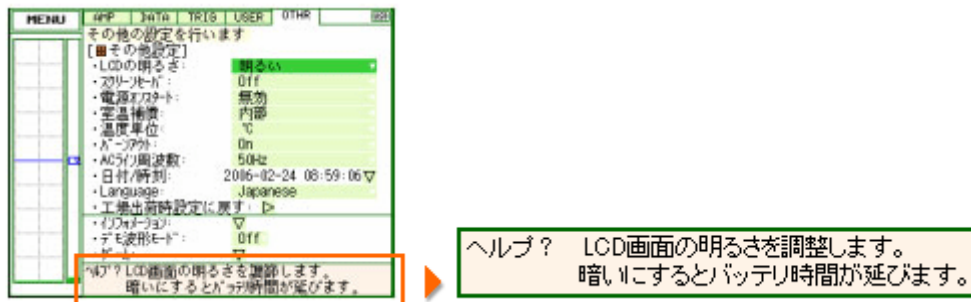 MENU AMP DATA TRIG USER OTHR
その他の設定を行います
[その他設定]
・LCDの明るさ: 明るい
・スクリーンセーバ: Off
・電源オンスタート: 無効
・室温補償: 内部
・温度単位: ℃
・バーンアウト: On
・ACライン周波数: 50Hz
・日付/時刻: 2006-02-24 08:59:06▽
・Language: Japanese
・工場出荷時設定に戻す: ▷
・インフォメーション: ▽
・デモ波形モード: Off
・ゲーム: ▽
ヘルプ? LCD画面の明るさを調節します。
暗いにするとバッテリ時間が延びます。
ヘルプ? LCD画面の明るさを調整します。
暗いにするとバッテリ時間が延びます。